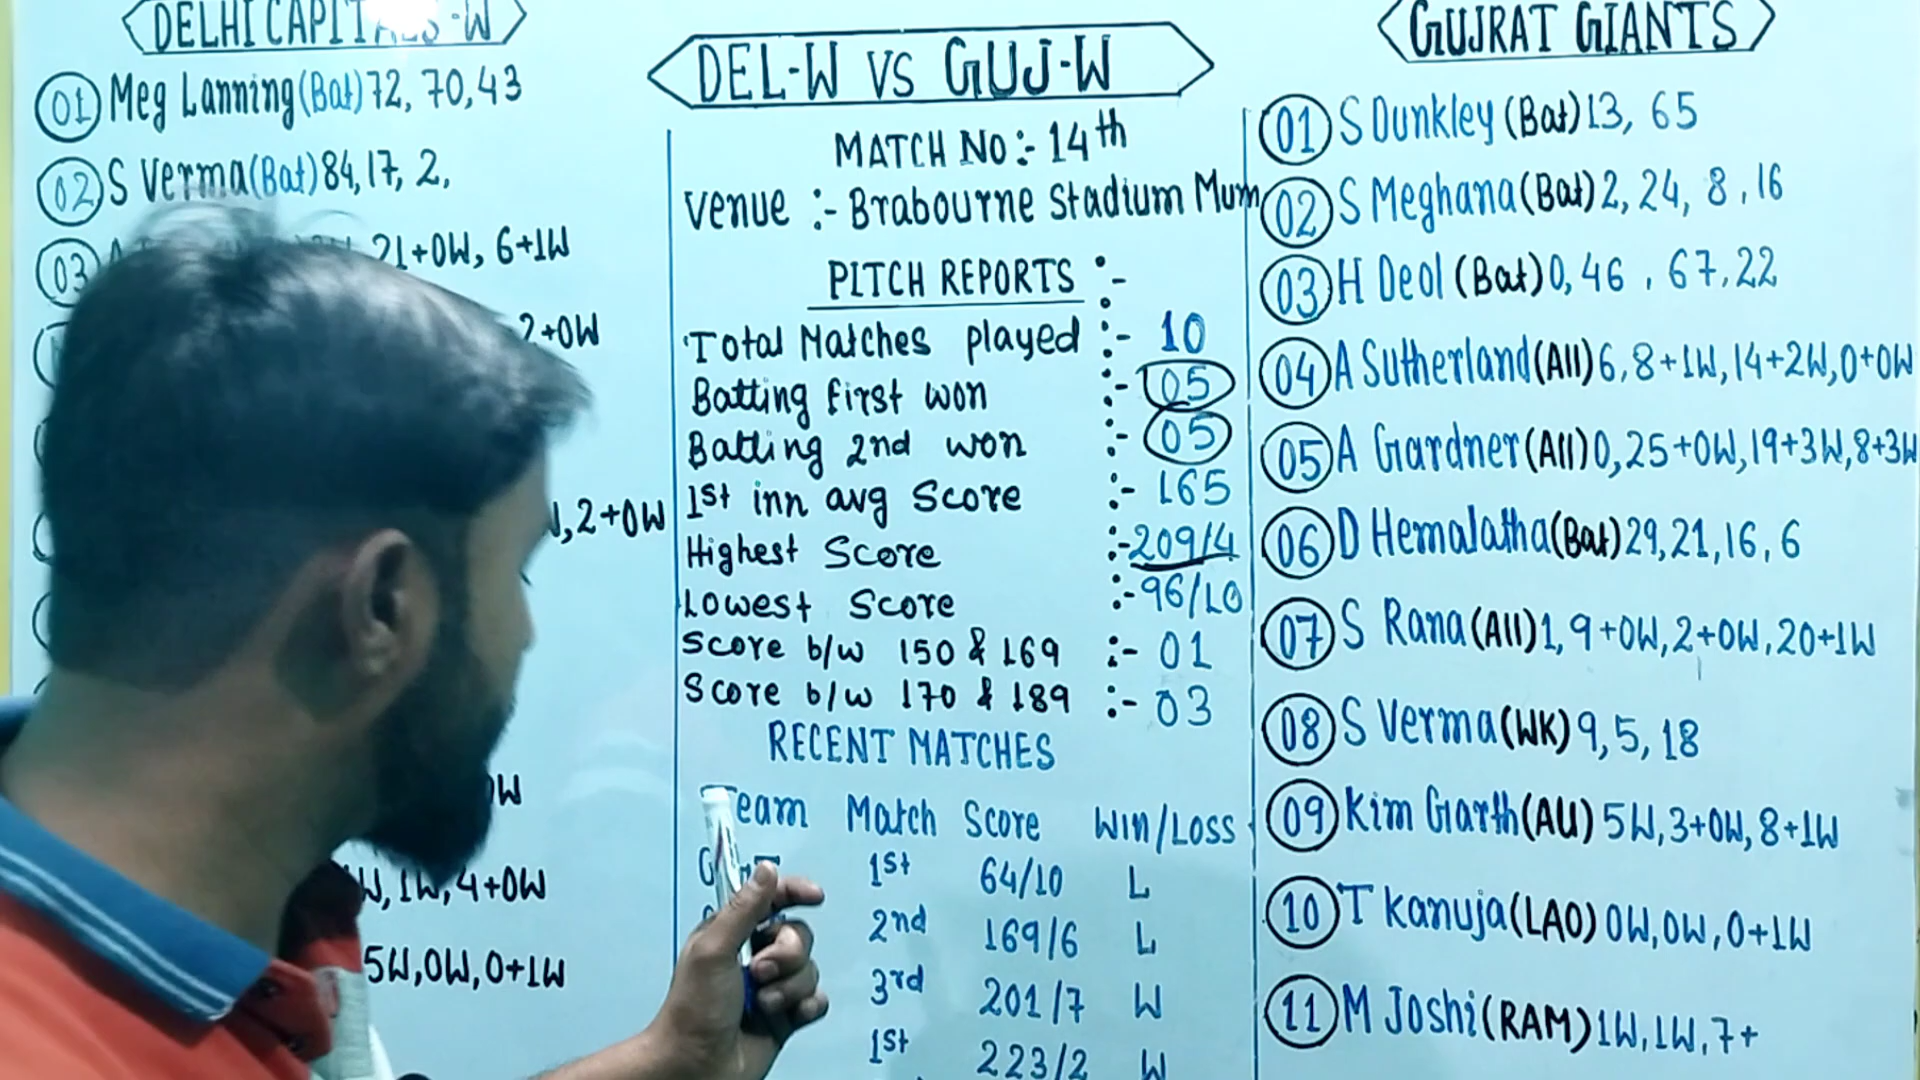 DELHI CAPITALS-W
01 Meg Lanning(Bat)72, 70,43
02 S Verma(Bat)84,17, 2,
03 21+0W, 6+1W
2+0W
,2+0W
W
W,1W,4+0W
5W,0W,0+1W
DEL-W VS GUJ-W
MATCH NO:- 14th
Venue :- Brabourne Stadium Mum
PITCH REPORTS :-
Total Matches played :- 10
Batting first won :- 05
Batting 2nd won :- 05
1st inn avg Score :- 165
Highest Score :- 209/4
Lowest Score :- 96/10
Score b/w 150 & 169 :- 01
Score b/w 170 & 189 :- 03
RECENT MATCHES
Team Match Score Win/Loss
1st 64/10 L
2nd 169/6 L
3rd 201/7 W
1st 223/2 W
GUJRAT GIANTS
01 S Dunkley (Bat)13, 65
02 S Meghana(Bat)2, 24, 8, 16
03 H Deol (Bat)0,46, 67,22
04 A Sutherland(All)6,8+1W,14+2W,0+0W
05 A Gardner(All)0,25+0W,19+3W,8+3W
06 D Hemalatha(Bat)29,21,16,6
07 S Rana(All)1,9+0W,2+0W,20+1W
08 S Verma(WK)9,5,18
09 Kim Garth(AU)5W,3+0W,8+1W
10 T Kanuja(LAO)0W,0W,0+1W
11 M Joshi(RAM)1W,1W,7+